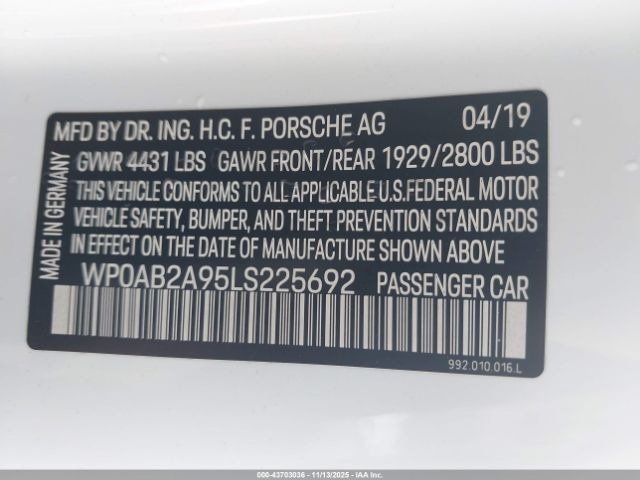 MFD BY DR. ING. H.C. F. PORSCHE AG 04/19
GVWR 4431 LBS GAWR FRONT/REAR 1929/2800 LBS
THIS VEHICLE CONFORMS TO ALL APPLICABLE U.S.FEDERAL MOTOR
VEHICLE SAFETY, BUMPER, AND THEFT PREVENTION STANDARDS
IN EFFECT ON THE DATE OF MANUFACTURE SHOWN ABOVE.
WP0AB2A95LS225692 PASSENGER CAR
MADE IN GERMANY
992.010.016.L
000-43703036 - 11/13/2025 - IAAI Inc.